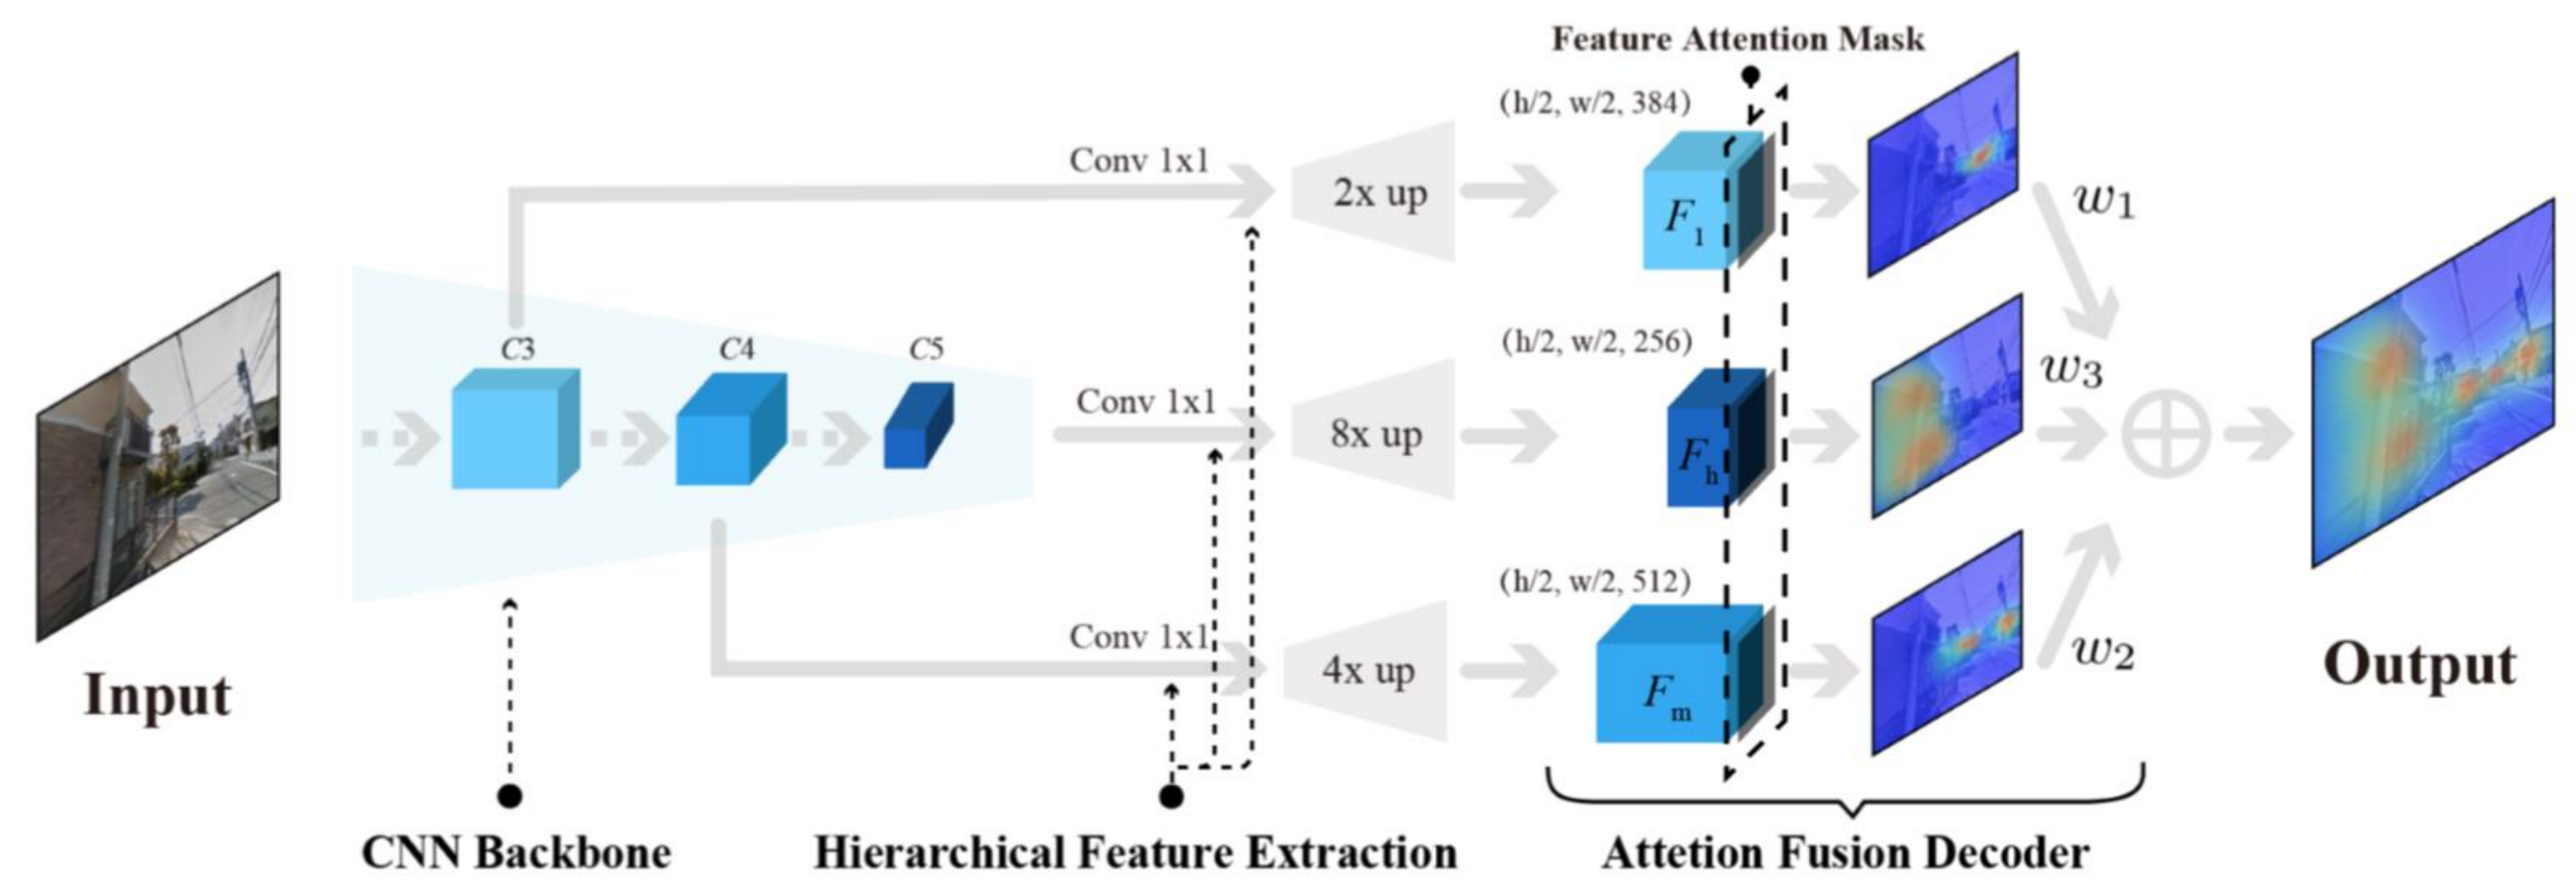 Feature Attention Mask
(h/2, w/2, 384)
Conv 1x1
2x up
F1
w1
C3
C4
C5
(h/2, w/2, 256)
Conv 1x1
8x up
Fh
w3
(h/2, w/2, 512)
Conv 1x1
4x up
Fm
w2
Input
Output
CNN Backbone
Hierarchical Feature Extraction
Attetion Fusion Decoder